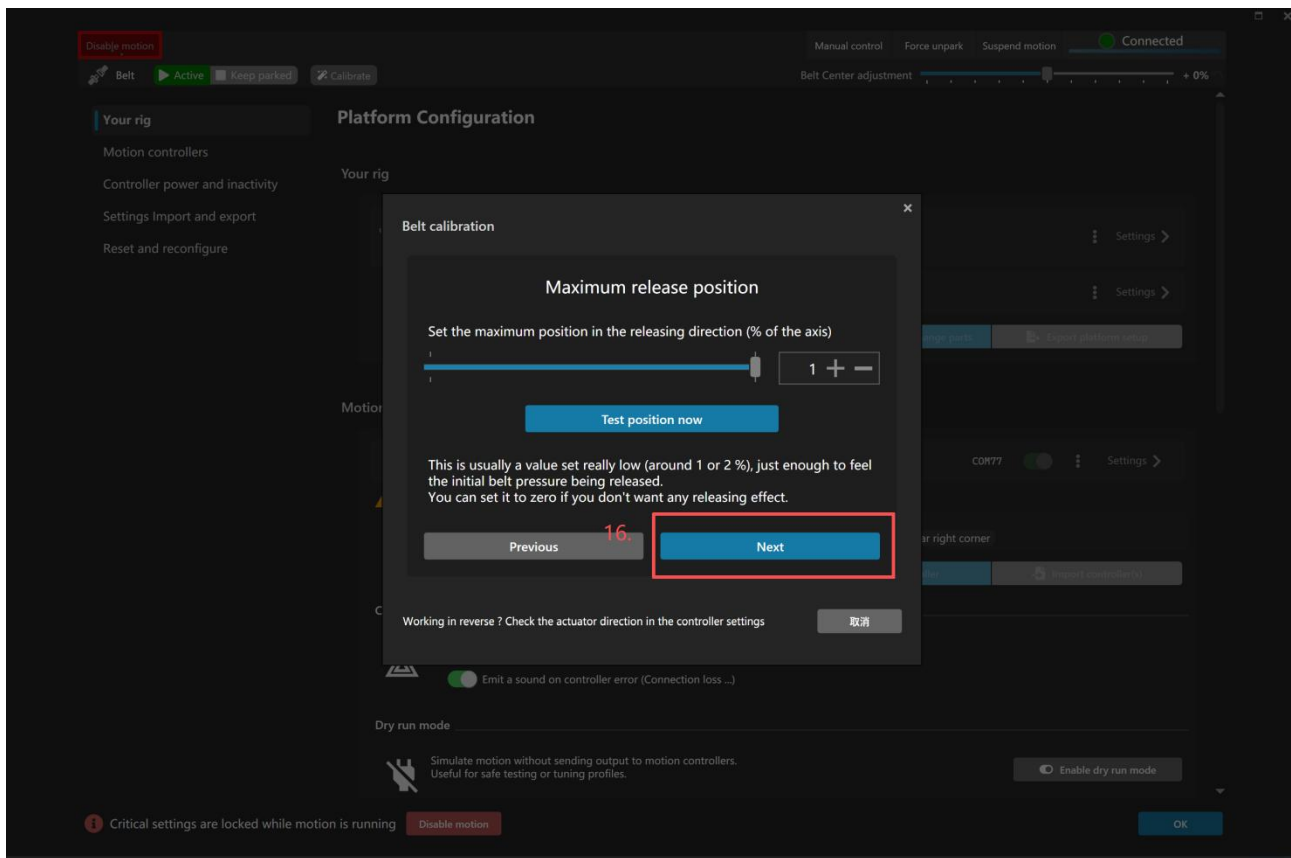 Disable motion
Manual control Force unpark Suspend motion Connected
Belt Active Keep parked Calibrate
Belt Center adjustment + 0%
Your rig
Platform Configuration
Motion controllers
Your rig
Controller power and inactivity
Settings Import and export
Reset and reconfigure
Settings
Settings
Export platform setup
Belt calibration
Maximum release position
Set the maximum position in the releasing direction (% of the axis)
1
Test position now
This is usually a value set really low (around 1 or 2 %), just enough to feel
the initial belt pressure being released.
You can set it to zero if you don't want any releasing effect.
16.
Previous Next
Working in reverse ? Check the actuator direction in the controller settings 取消
Motion
COM77 Settings
ar right corner
Import controller(s)
Emit a sound on controller error (Connection loss ...)
Dry run mode
Simulate motion without sending output to motion controllers.
Useful for safe testing or tuning profiles.
Enable dry run mode
Critical settings are locked while motion is running Disable motion
OK